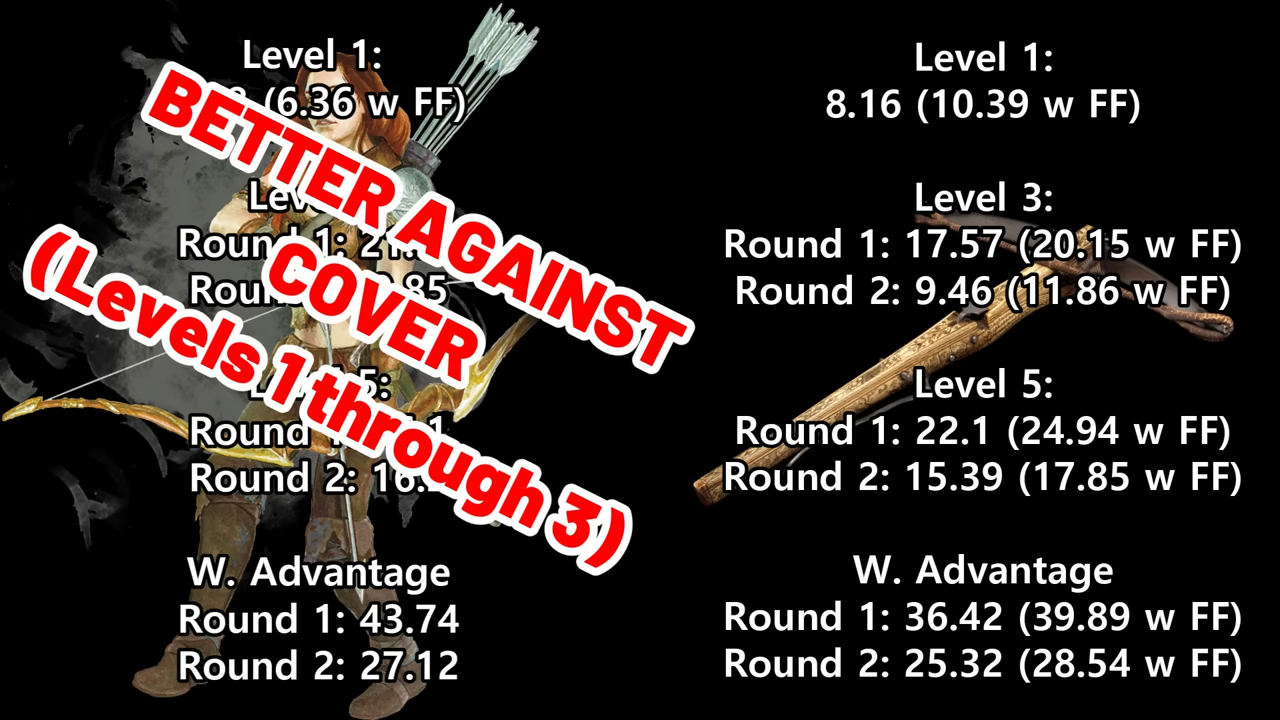 Level 1:
(6.36 w FF)
Round 1:
Round 2:
W. Advantage
Round 1: 43.74
Round 2: 27.12
BETTER AGAINST
COVER
(Levels 1 through 3)
Level 1:
8.16 (10.39 w FF)
Level 3:
Round 1: 17.57 (20.15 w FF)
Round 2: 9.46 (11.86 w FF)
Level 5:
Round 1: 22.1 (24.94 w FF)
Round 2: 15.39 (17.85 w FF)
W. Advantage
Round 1: 36.42 (39.89 w FF)
Round 2: 25.32 (28.54 w FF)